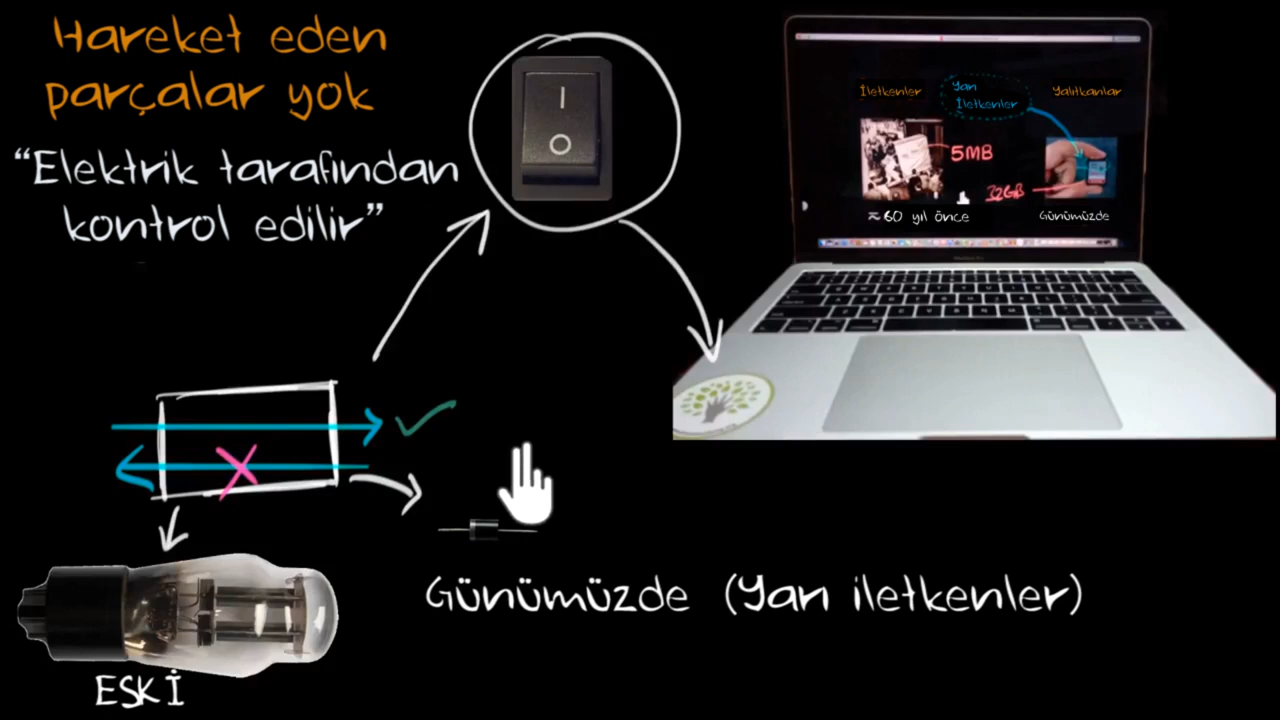 Hareket eden
parçalar yok
“Elektrik tarafından
kontrol edilir”
I
O
İletkenler
Yarı
İletkenler
Yalıtkanlar
5MB
32GB
≈ 60 yıl önce
Günümüzde
ESKİ
Günümüzde (Yarı iletkenler)